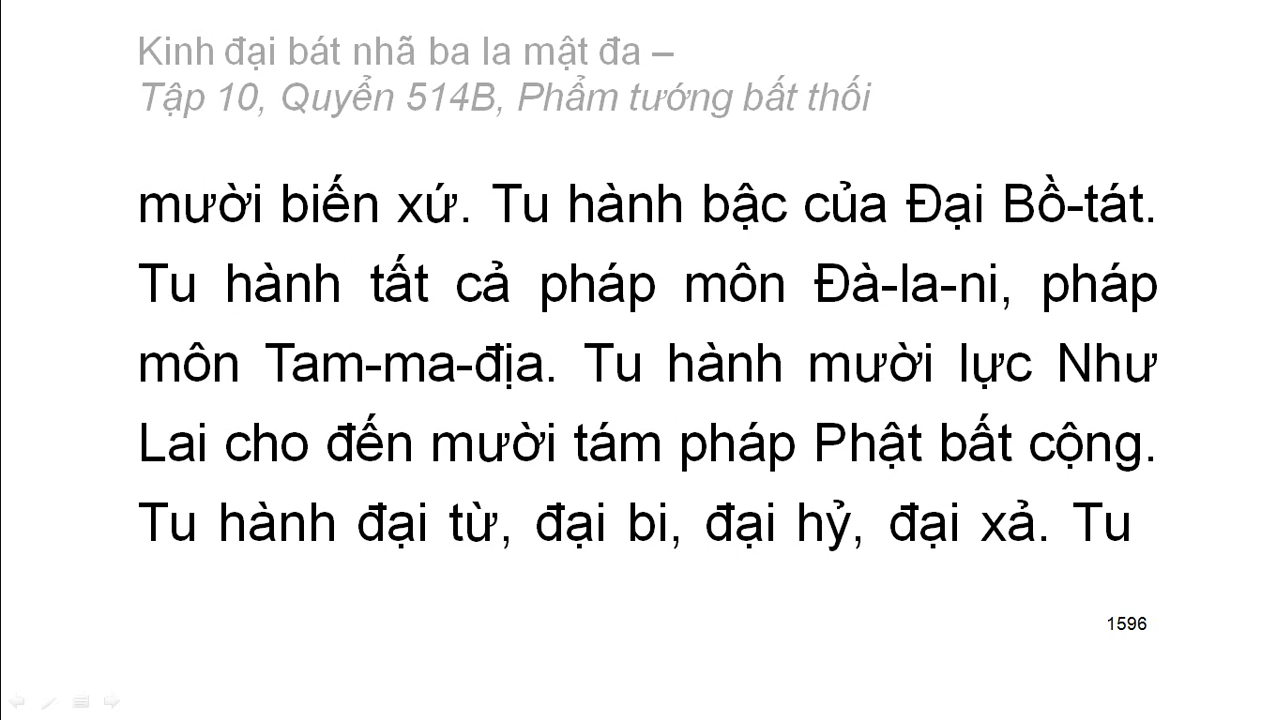 Kinh đại bát nhã ba la mật đa –
Tập 10, Quyển 514B, Phẩm tướng bất thối
mười biến xứ. Tu hành bậc của Đại Bồ-tát.
Tu hành tất cả pháp môn Đà-la-ni, pháp
môn Tam-ma-địa. Tu hành mười lực Như
Lai cho đến mười tám pháp Phật bất cộng.
Tu hành đại từ, đại bi, đại hỷ, đại xả. Tu
1596